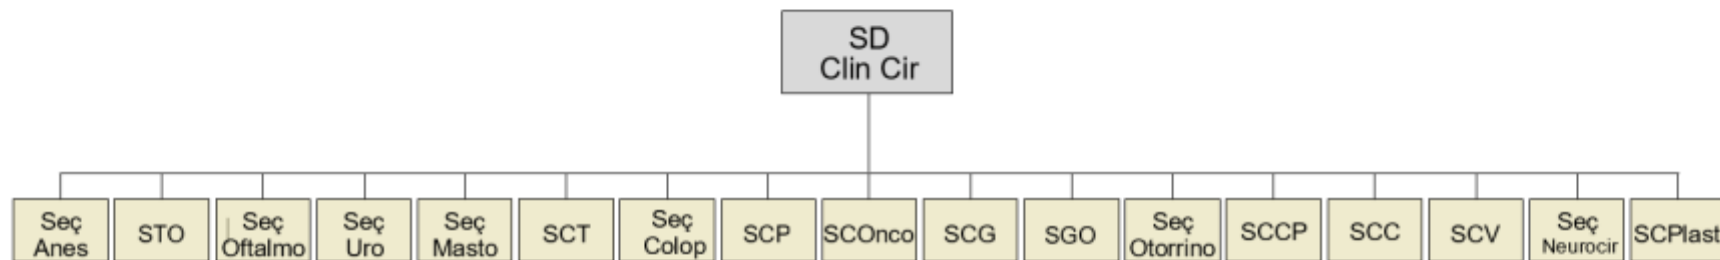 SD
Clin Cir
Seç
Anes
STO
Seç
Oftalmo
Seç
Uro
Seç
Masto
SCT
Seç
Colop
SCP
SCOnco
SCG
SGO
Seç
Otorrino
SCCP
SCC
SCV
Seç
Neurocir
SCPlast